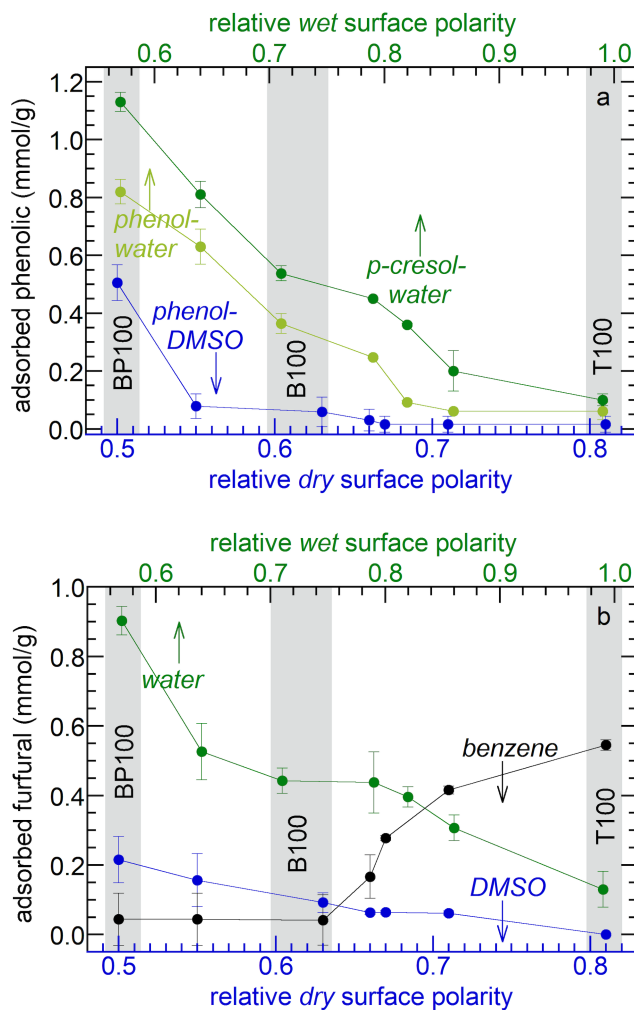 relative wet surface polarity
0.6 0.7 0.8 0.9 1.0
a
1.2
1.0
0.8
0.6
0.4
0.2
0.0
adsorbed phenolic (mmol/g)
phenol-
water
p-cresol-
water
phenol-
DMSO
BP100
B100
T100
0.5 0.6 0.7 0.8
relative dry surface polarity
relative wet surface polarity
0.6 0.7 0.8 0.9 1.0
b
1.0
0.8
0.6
0.4
0.2
0.0
adsorbed furfural (mmol/g)
water
benzene
DMSO
BP100
B100
T100
0.5 0.6 0.7 0.8
relative dry surface polarity